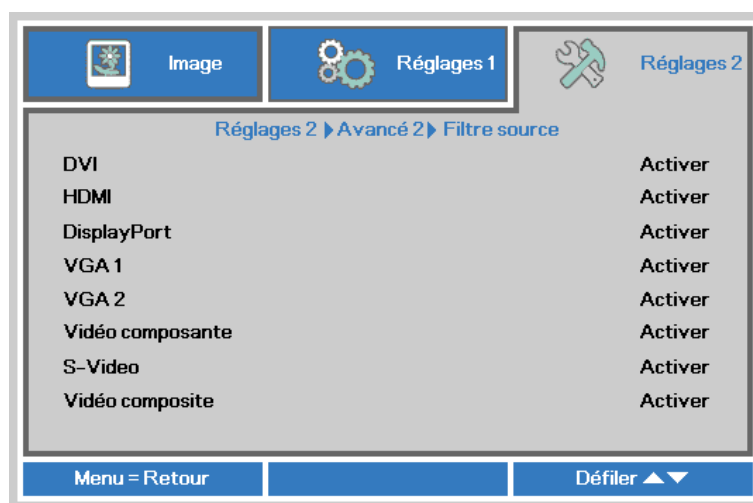 Image Réglages 1 Réglages 2
Réglages 2 ▶ Avancé 2 ▶ Filtre source
DVI Activer
HDMI Activer
DisplayPort Activer
VGA 1 Activer
VGA 2 Activer
Vidéo composante Activer
S-Video Activer
Vidéo composite Activer
Menu = Retour Défiler ▲▼